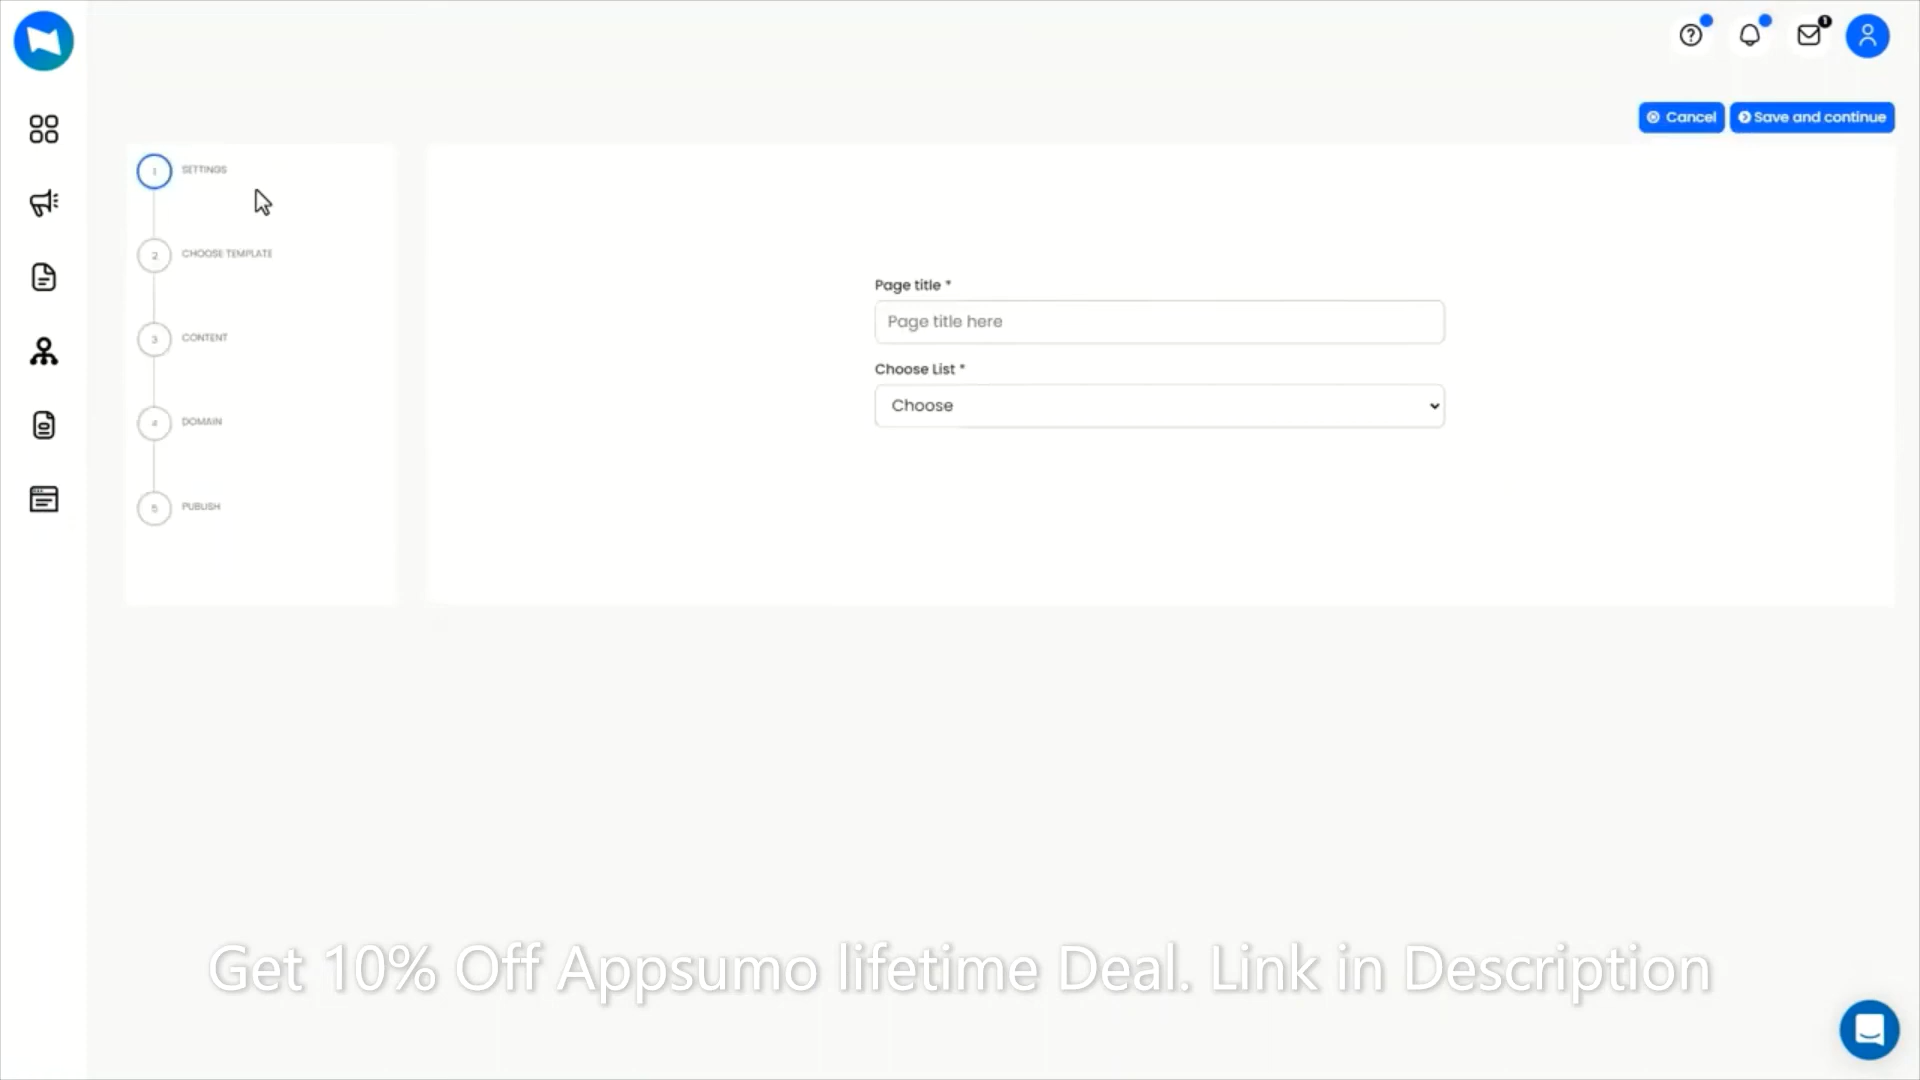 1
Cancel
Save and continue
1 SETTINGS
2 CHOOSE TEMPLATE
3 CONTENT
4 DOMAIN
5 PUBLISH
Page title *
Page title here
Choose List *
Choose
Get 10% Off Appsumo lifetime Deal. Link in Description